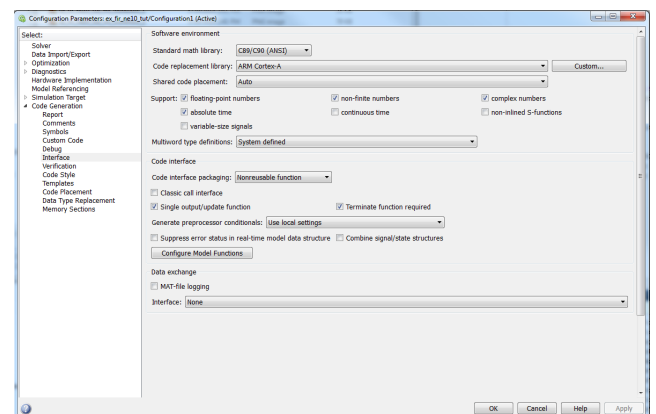 Configuration Parameters: ex_fir_ne10_tut/Configuration1 (Active)
Select:
Solver
Data Import/Export
Optimization
Diagnostics
Hardware Implementation
Model Referencing
Simulation Target
Code Generation
Report
Comments
Symbols
Custom Code
Debug
Interface
Verification
Code Style
Templates
Code Placement
Data Type Replacement
Memory Sections
Software environment
Standard math library: C89/C90 (ANSI)
Code replacement library: ARM Cortex-A Custom...
Shared code placement: Auto
Support: floating-point numbers non-finite numbers complex numbers
absolute time continuous time non-inlined S-functions
variable-size signals
Multiword type definitions: System defined
Code interface
Code interface packaging: Nonreusable function
Classic call interface
Single output/update function Terminate function required
Generate preprocessor conditionals: Use local settings
Suppress error status in real-time model data structure Combine signal/state structures
Configure Model Functions
Data exchange
MAT-file logging
Interface: None
OK Cancel Help Apply